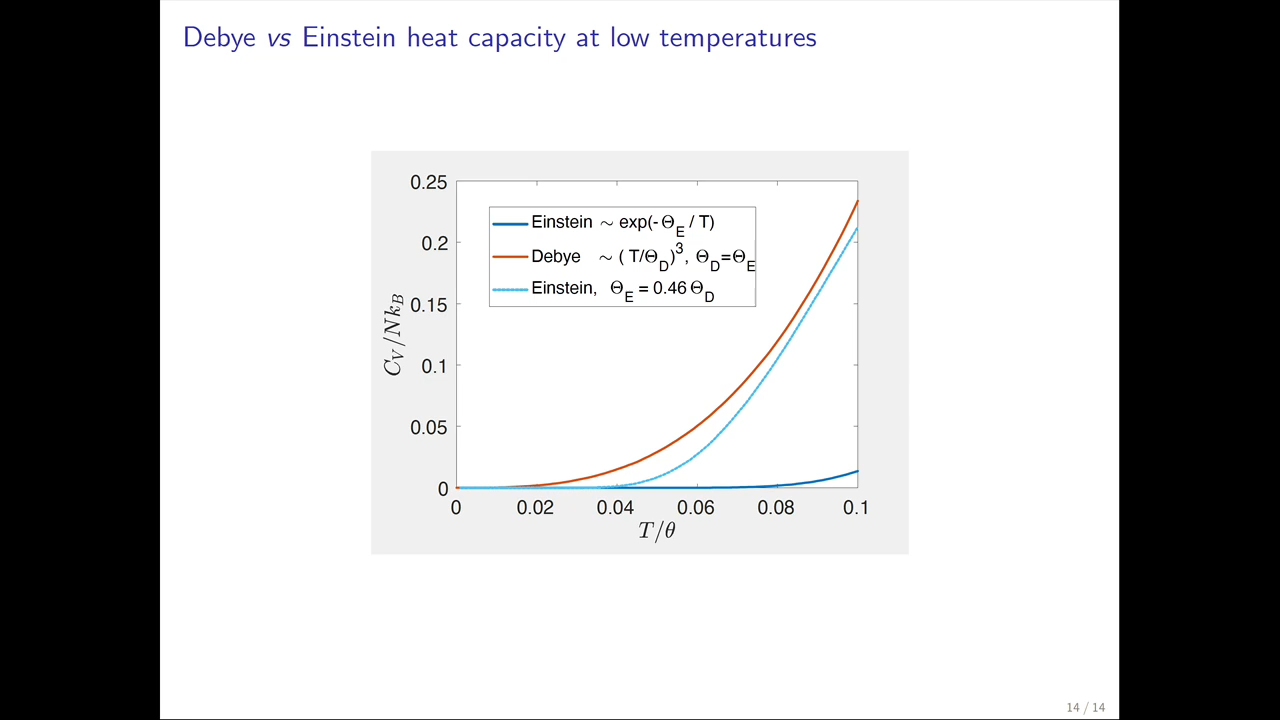 Debye vs Einstein heat capacity at low temperatures
0.25
0.2
0.15
0.1
0.05
0
C_V/Nk_B
Einstein ~ exp(-Θ_E / T)
Debye ~ ( T/Θ_D)^3, Θ_D=Θ_E
Einstein, Θ_E = 0.46 Θ_D
0 0.02 0.04 0.06 0.08 0.1
T/θ
14 / 14